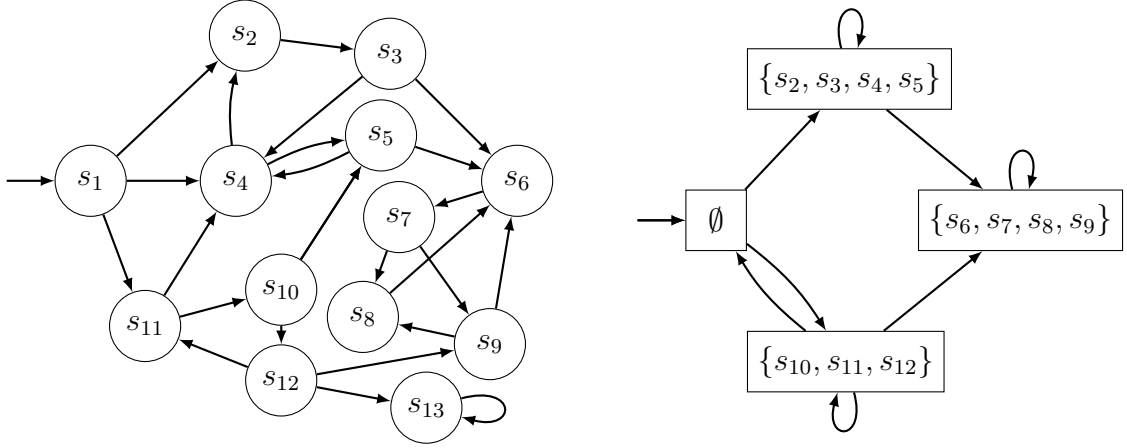 s₂
s₃
s₅
s₁
s₄
s₆
s₇
s₁₀
s₈
s₁₁
s₉
s₁₂
s₁₃
{s₂, s₃, s₄, s₅}
∅
{s₆, s₇, s₈, s₉}
{s₁₀, s₁₁, s₁₂}